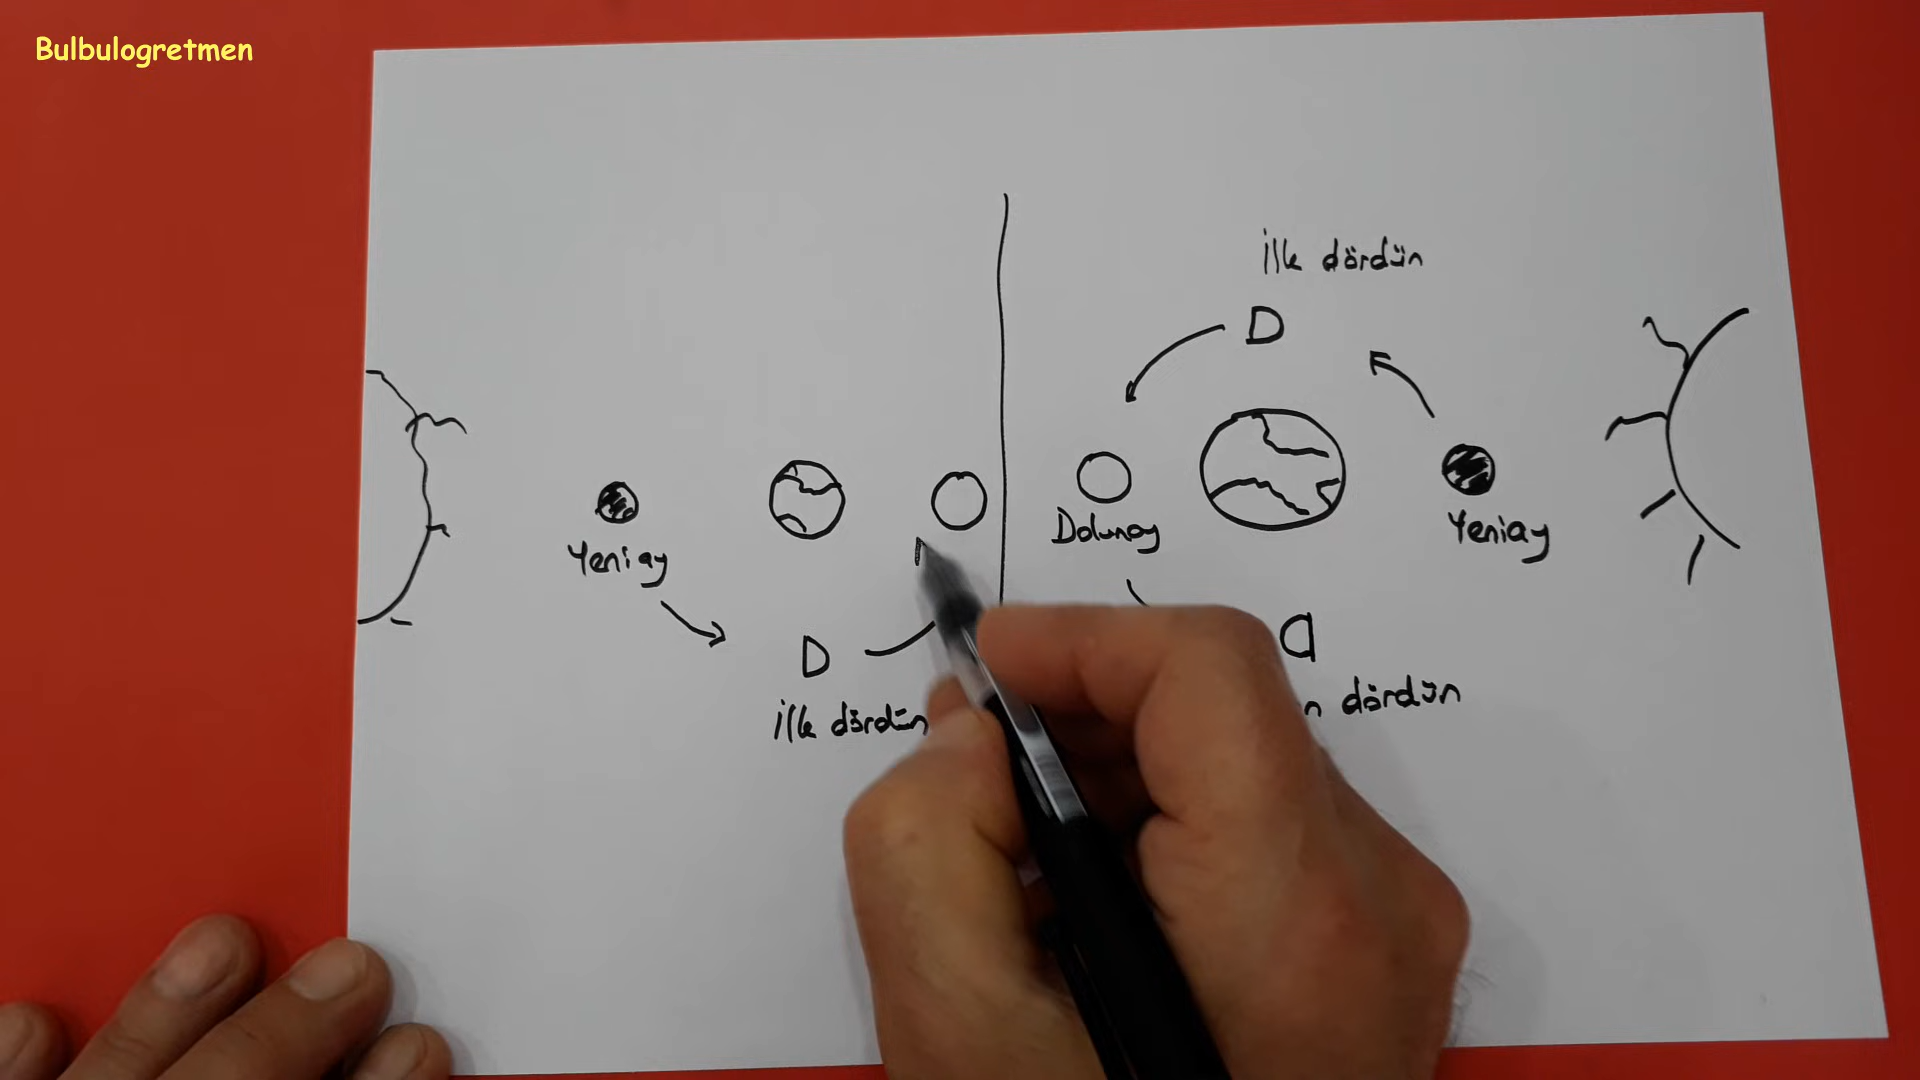 Bulbulogretmen
İlk dördün
D
Dolunay
Yeniay
Yeniay
D
İlk dördün
dördün